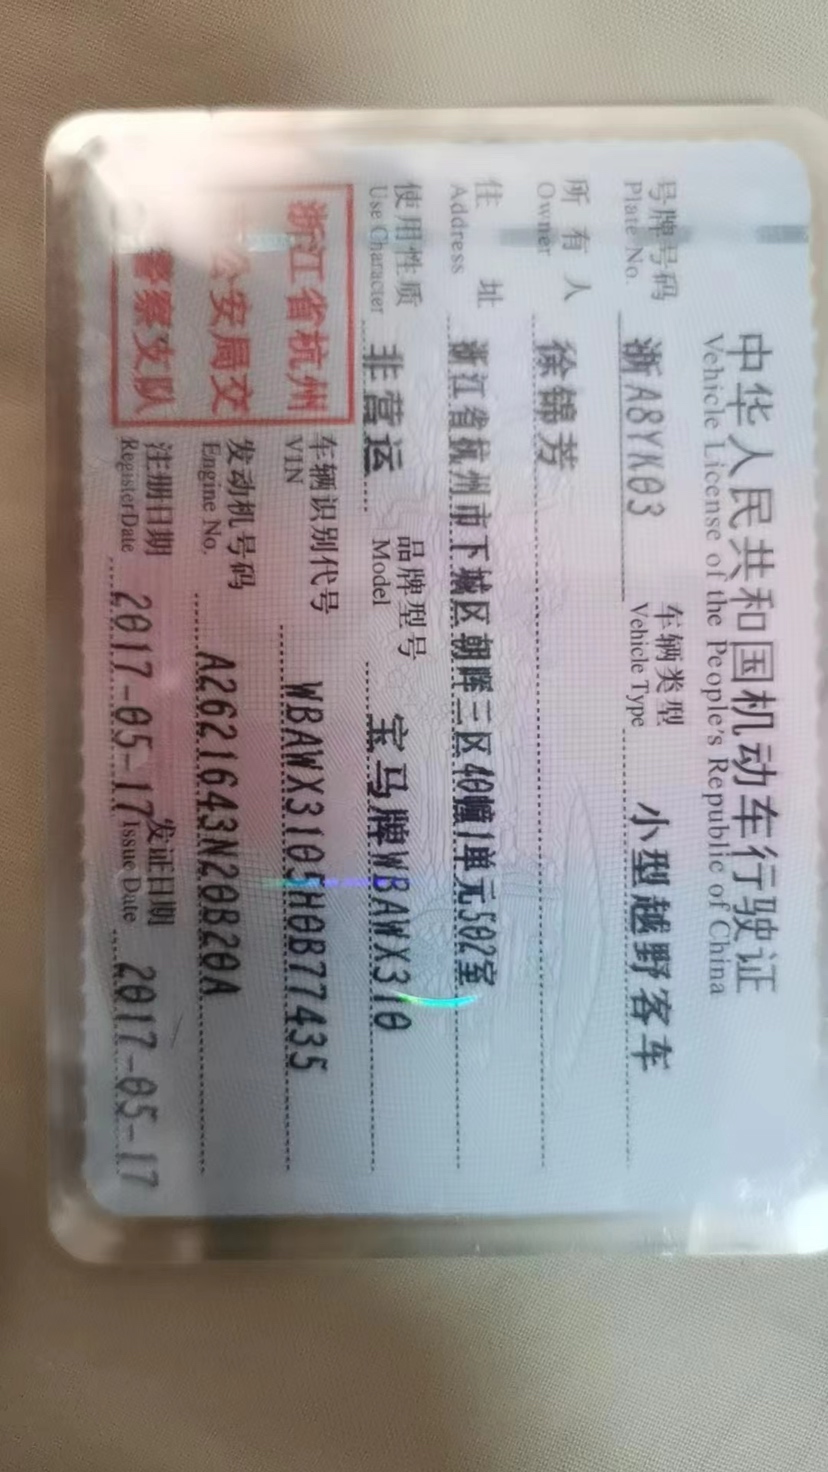 中华人民共和国机动车行驶证
Vehicle License of the People's Republic of China
号牌号码 浙A8YK03 车辆类型 小型越野客车
Plate No. Vehicle Type
所有人 徐锦芳
Owner
住址 浙江省杭州市下城区朝晖三区40幢1单元502室
Address
使用性质 非营运 品牌型号 宝马牌WBAWX310
Use Character Model
浙江省杭州
公安局交
警察支队
车辆识别代号 WBAWX3105H0B77435
VIN
发动机号码 A2621643N20B20A
Engine No.
注册日期 2017-05-17 发证日期 2017-05-17
Register Date Issue Date